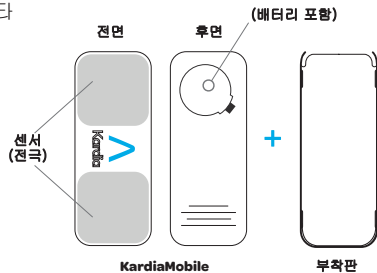 타
(배터리 포함)
전면
후면
센서
(전극)
Kardia
+
KardiaMobile
부착판